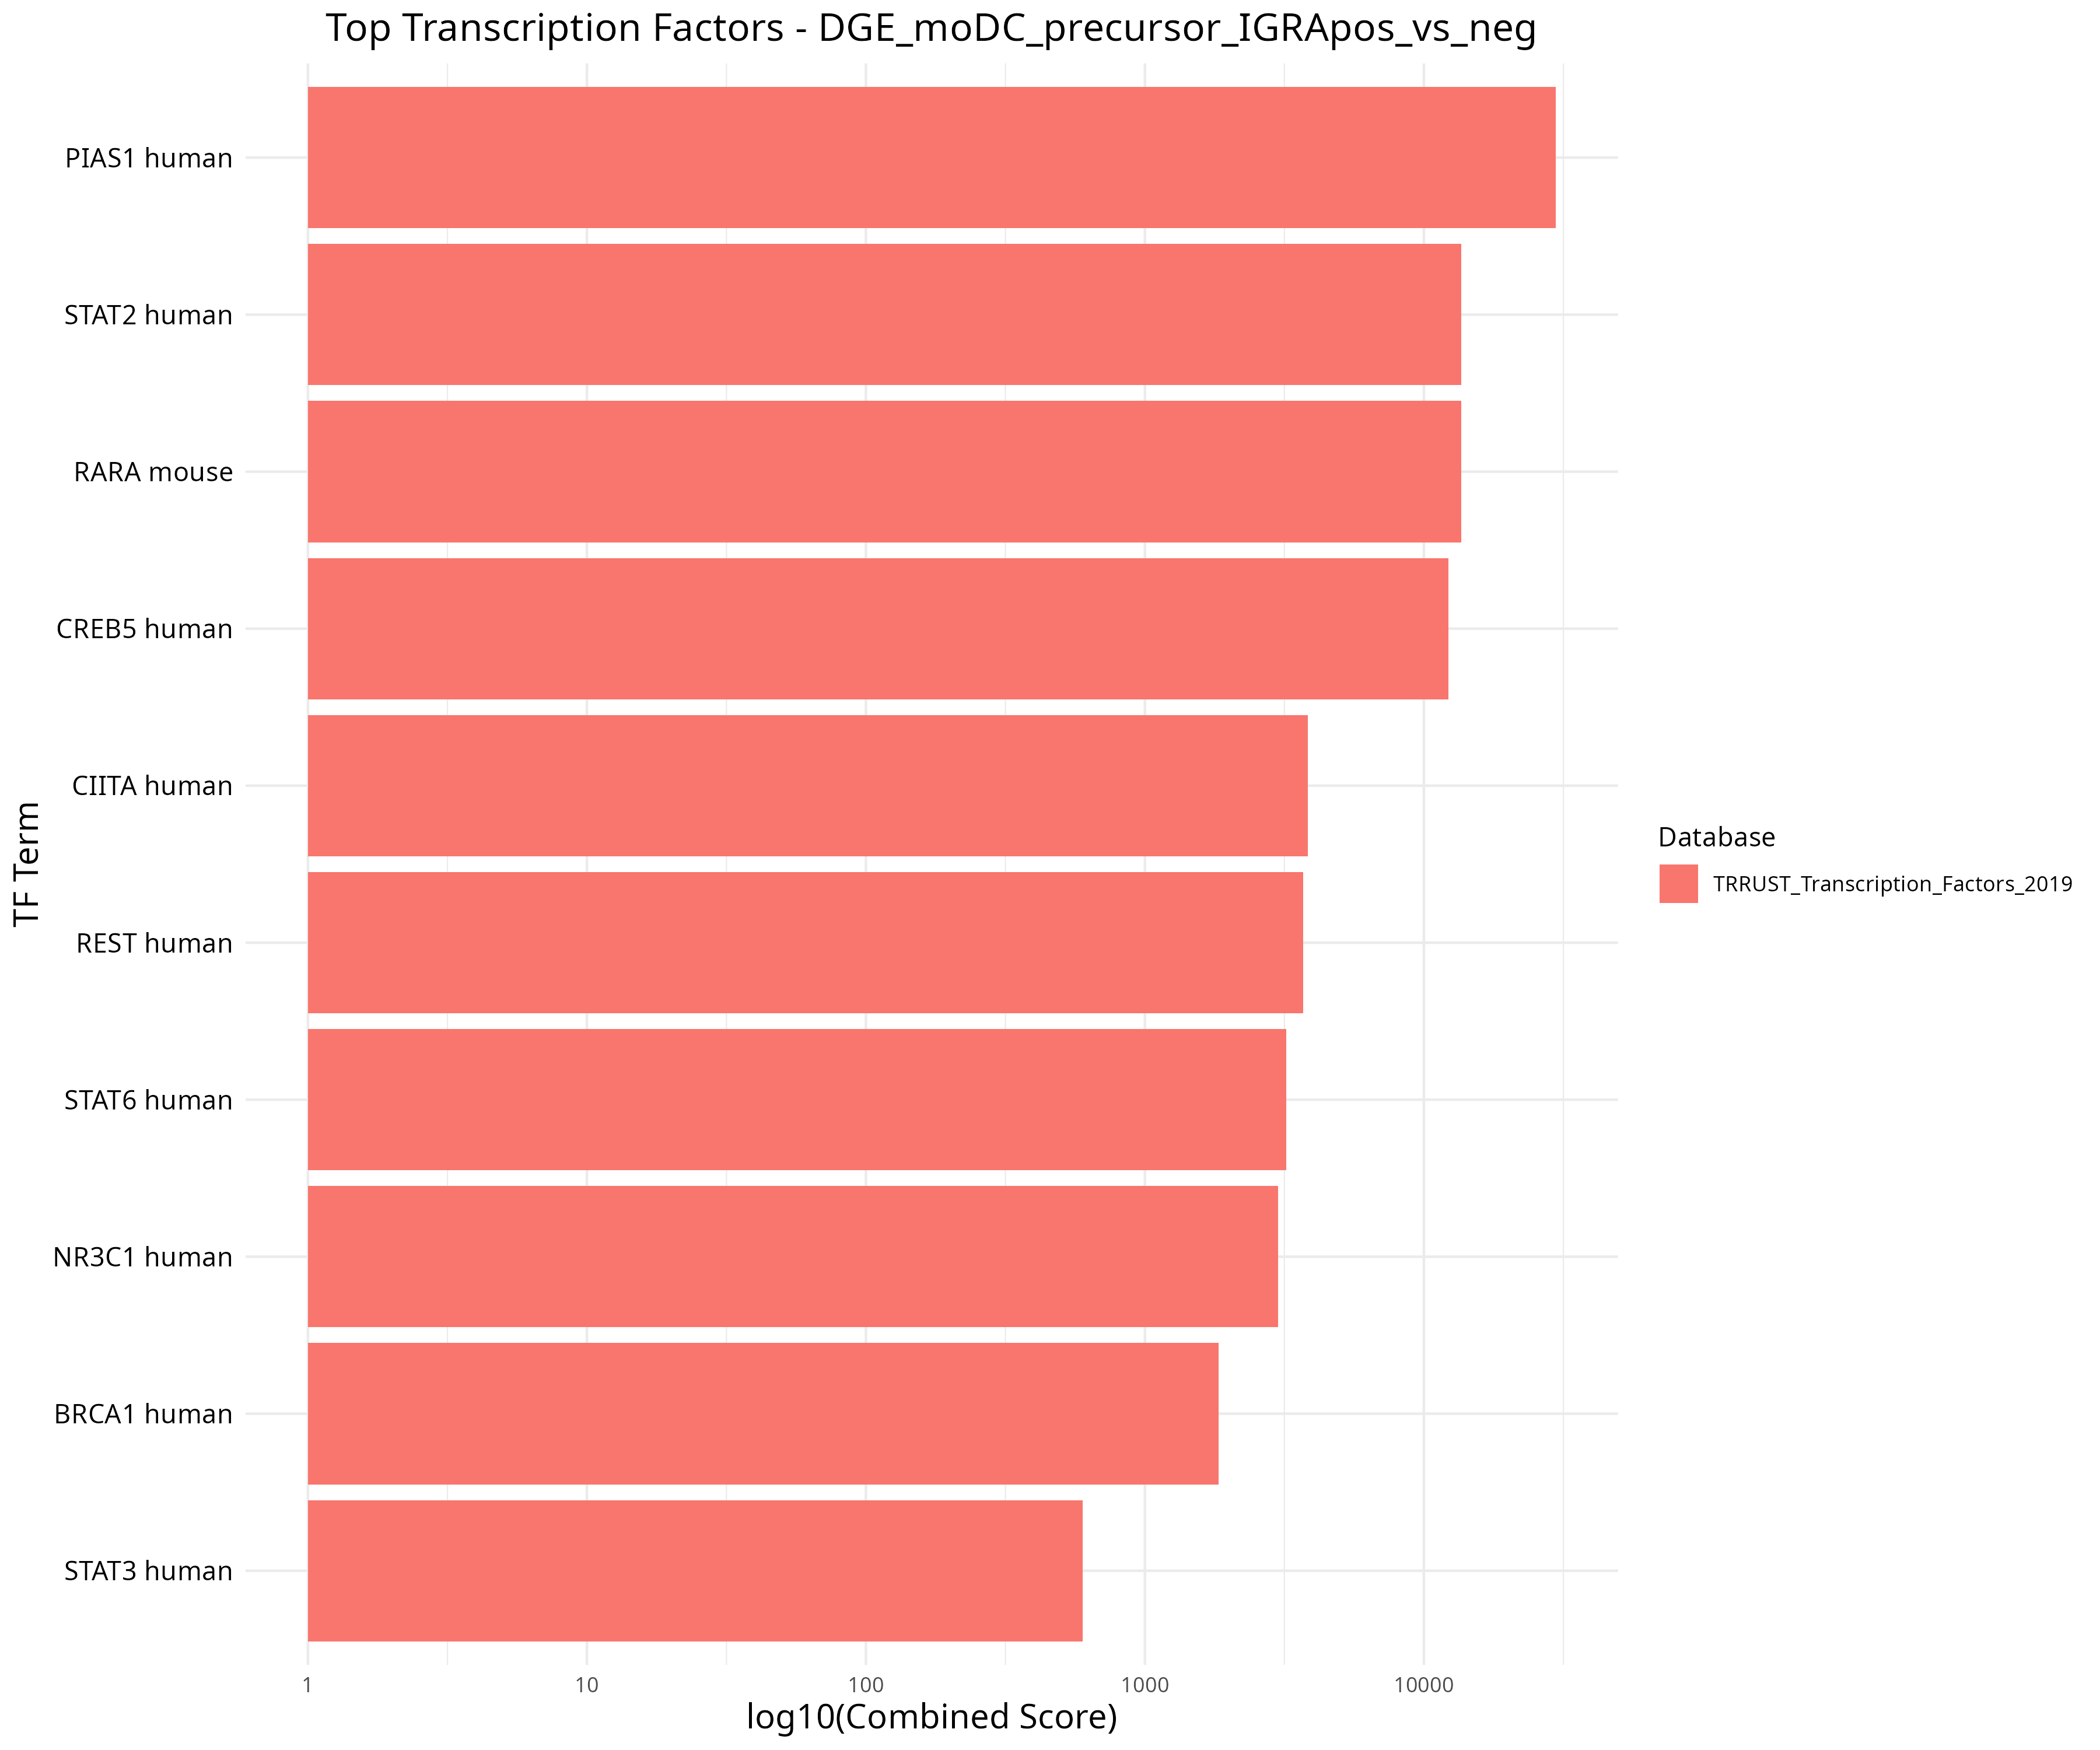 Top Transcription Factors - DGE_moDC_precursor_IGRApos_vs_neg
TF Term
PIAS1 human
STAT2 human
RARA mouse
CREB5 human
CIITA human
REST human
STAT6 human
NR3C1 human
BRCA1 human
STAT3 human
1 10 100 1000 10000
log10(Combined Score)
Database
TRRUST_Transcription_Factors_2019